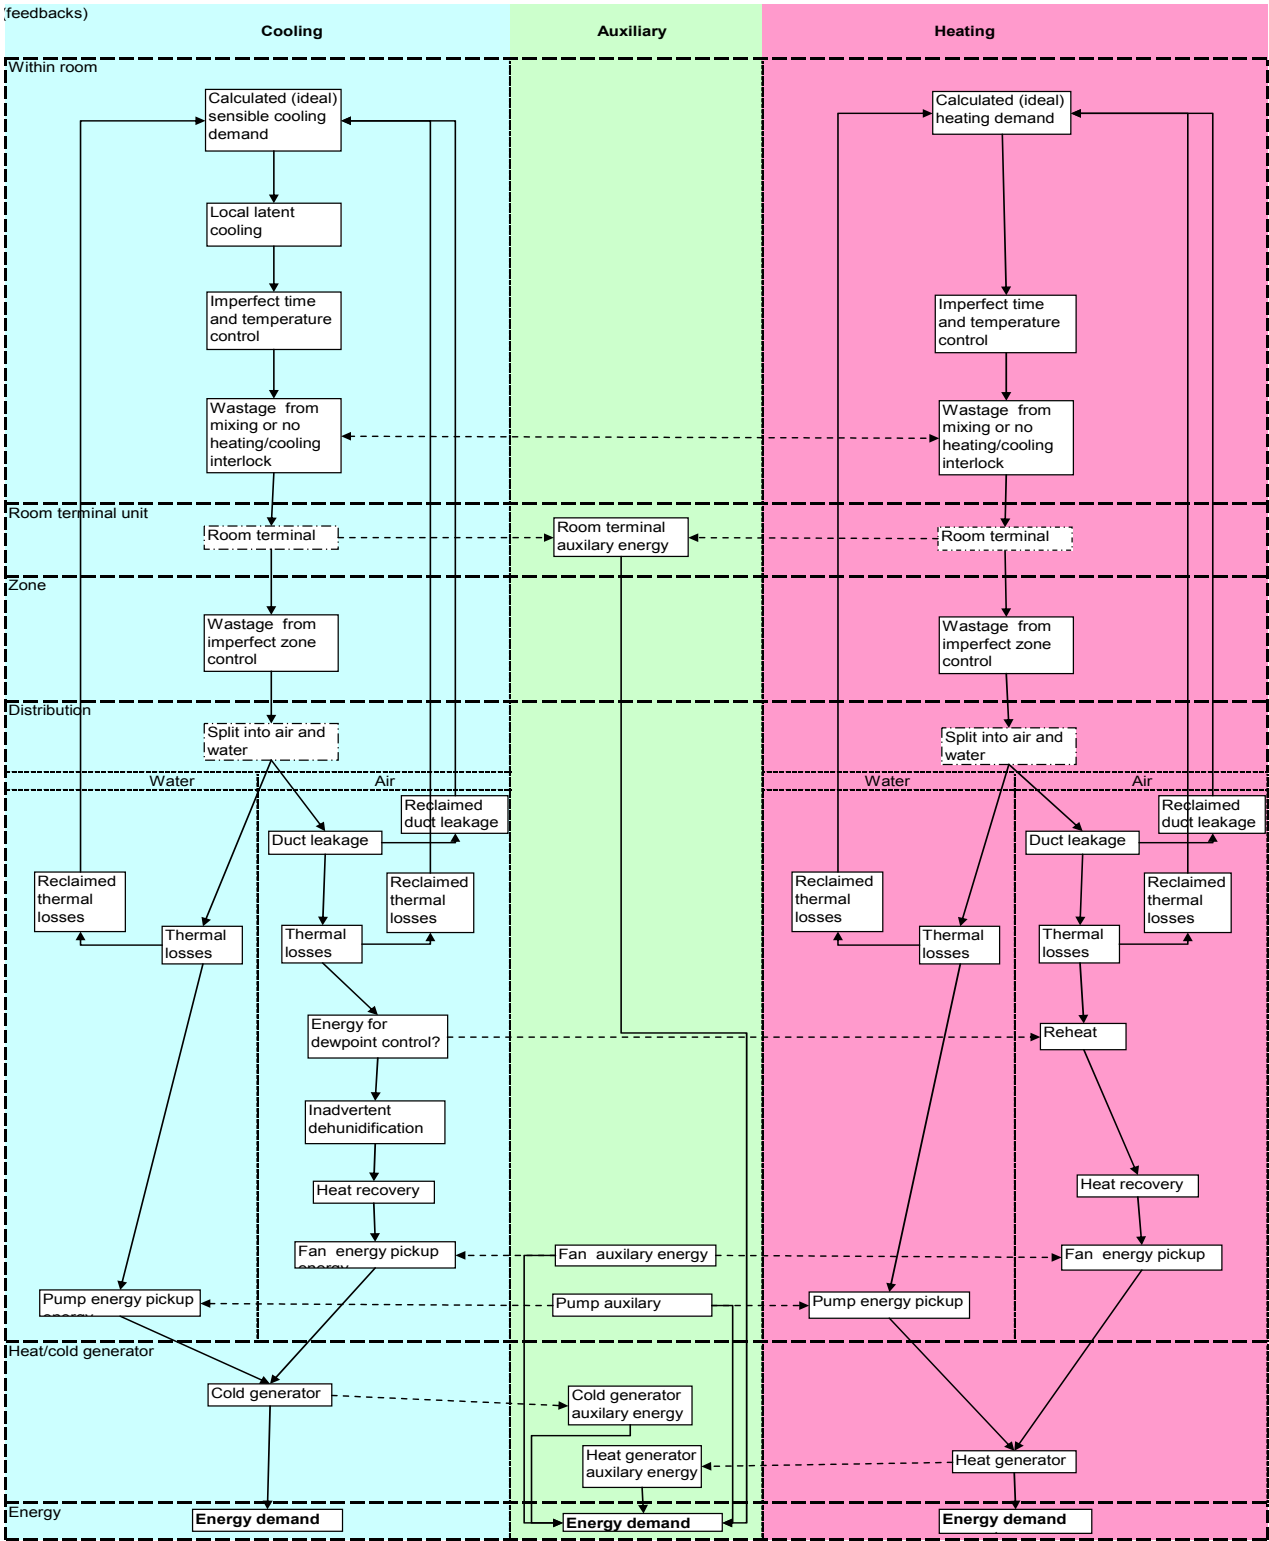 (feedbacks)
Cooling
Auxiliary
Heating
Within room
Calculated (ideal)
sensible cooling
demand
Calculated (ideal)
heating demand
Local latent
cooling
Imperfect time
and temperature
control
Imperfect time
and temperature
control
Wastage from
mixing or no
heating/cooling
interlock
Wastage from
mixing or no
heating/cooling
interlock
Room terminal unit
Room terminal
Room terminal
auxilary energy
Room terminal
Zone
Wastage from
imperfect zone
control
Wastage from
imperfect zone
control
Distribution
Split into air and
water
Split into air and
water
Water
Air
Water
Air
Reclaimed
duct leakage
Reclaimed
duct leakage
Duct leakage
Duct leakage
Reclaimed
thermal
losses
Reclaimed
thermal
losses
Reclaimed
thermal
losses
Reclaimed
thermal
losses
Thermal
losses
Thermal
losses
Thermal
losses
Thermal
losses
Energy for
dewpoint control?
Reheat
Inadvertent
dehunidification
Heat recovery
Heat recovery
Fan energy pickup
energy
Fan auxilary energy
Fan energy pickup
Pump energy pickup
energy
Pump auxilary
Pump energy pickup
Heat/cold generator
Cold generator
Cold generator
auxilary energy
Heat generator
auxilary energy
Heat generator
Energy
Energy demand
Energy demand
Energy demand